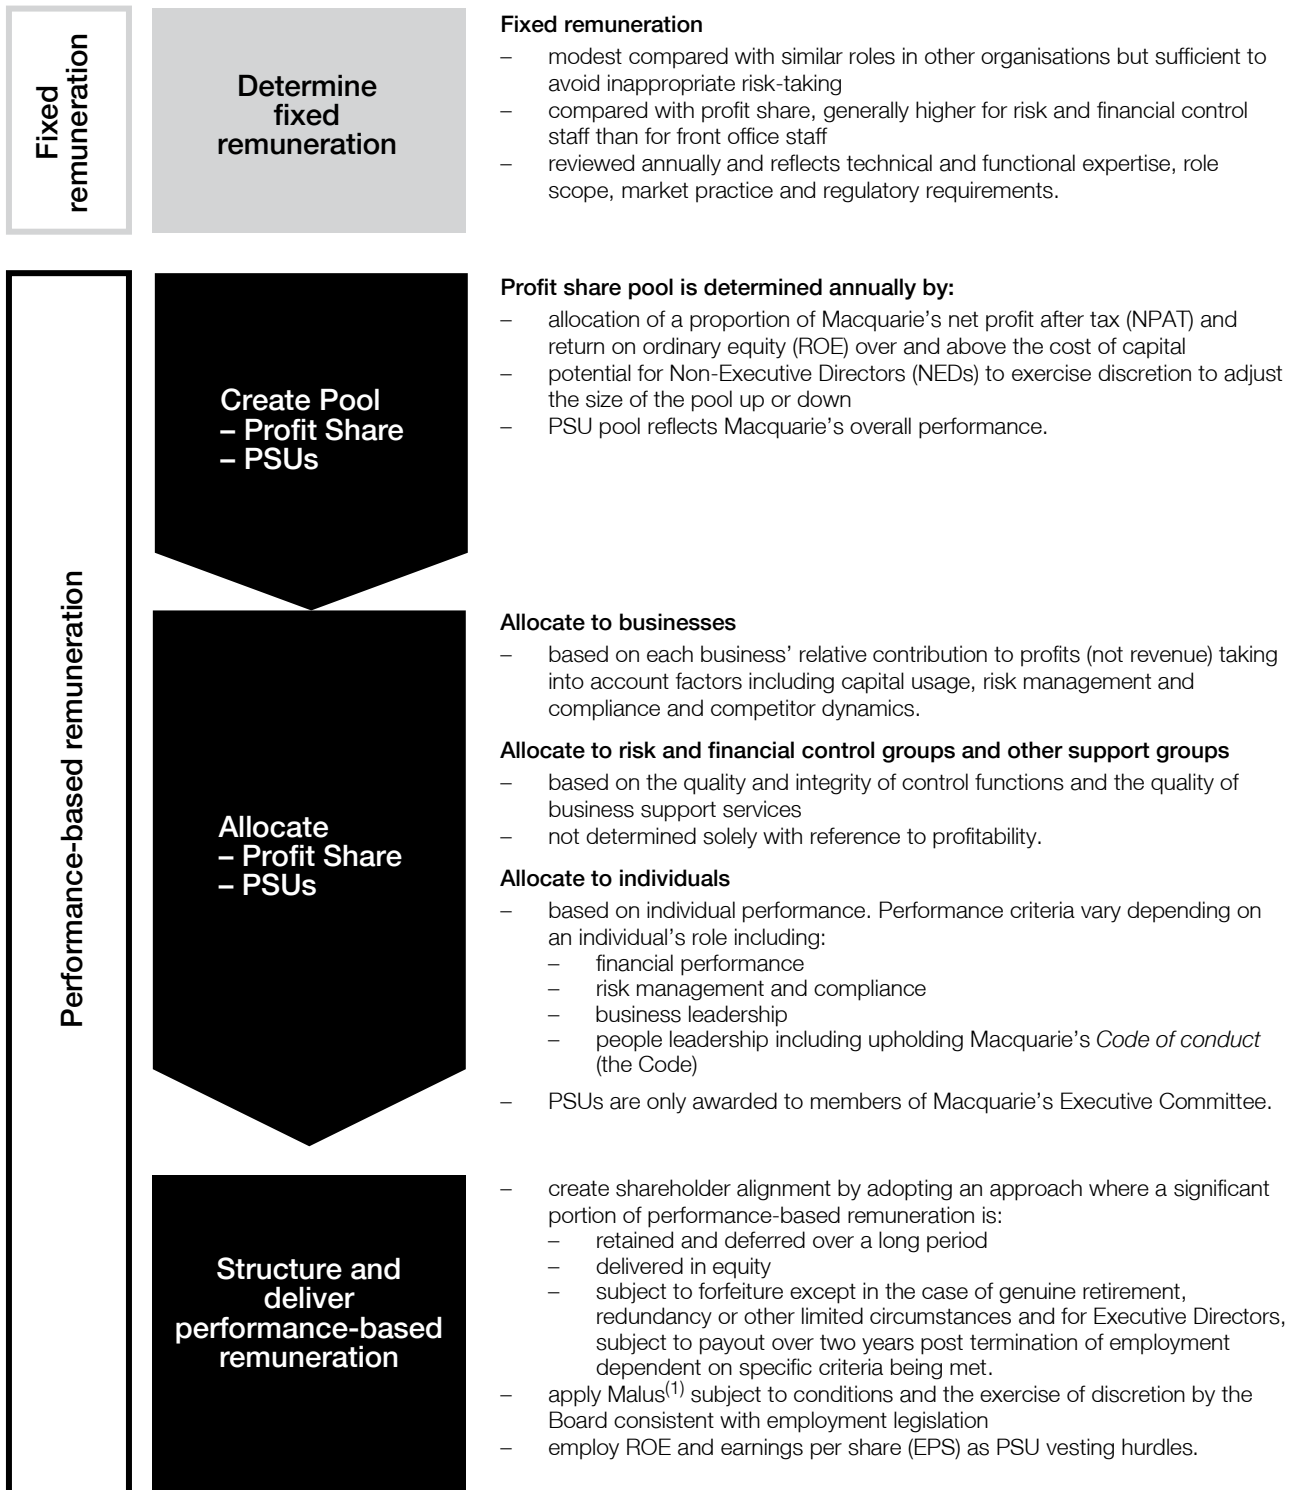 Fixed
remuneration
Determine
fixed
remuneration
Fixed remuneration
– modest compared with similar roles in other organisations but sufficient to
avoid inappropriate risk-taking
– compared with profit share, generally higher for risk and financial control
staff than for front office staff
– reviewed annually and reflects technical and functional expertise, role
scope, market practice and regulatory requirements.
Performance-based remuneration
Create Pool
– Profit Share
– PSUs
Profit share pool is determined annually by:
– allocation of a proportion of Macquarie’s net profit after tax (NPAT) and
return on ordinary equity (ROE) over and above the cost of capital
– potential for Non-Executive Directors (NEDs) to exercise discretion to adjust
the size of the pool up or down
– PSU pool reflects Macquarie’s overall performance.
Allocate
– Profit Share
– PSUs
Allocate to businesses
– based on each business’ relative contribution to profits (not revenue) taking
into account factors including capital usage, risk management and
compliance and competitor dynamics.
Allocate to risk and financial control groups and other support groups
– based on the quality and integrity of control functions and the quality of
business support services
– not determined solely with reference to profitability.
Allocate to individuals
– based on individual performance. Performance criteria vary depending on
an individual’s role including:
– financial performance
– risk management and compliance
– business leadership
– people leadership including upholding Macquarie’s Code of conduct
(the Code)
– PSUs are only awarded to members of Macquarie’s Executive Committee.
Structure and
deliver
performance-based
remuneration
– create shareholder alignment by adopting an approach where a significant
portion of performance-based remuneration is:
– retained and deferred over a long period
– delivered in equity
– subject to forfeiture except in the case of genuine retirement,
redundancy or other limited circumstances and for Executive Directors,
subject to payout over two years post termination of employment
dependent on specific criteria being met.
– apply Malus(1) subject to conditions and the exercise of discretion by the
Board consistent with employment legislation
– employ ROE and earnings per share (EPS) as PSU vesting hurdles.